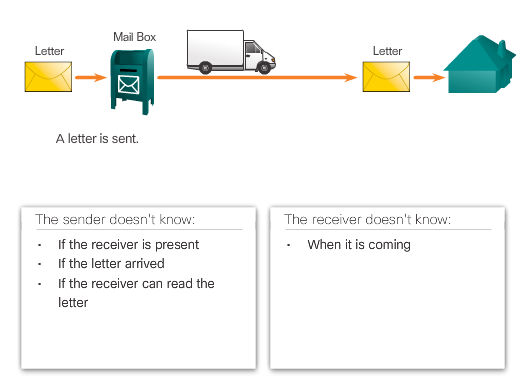 Letter
Mail Box
Letter
A letter is sent.
The sender doesn't know:
· If the receiver is present
· If the letter arrived
· If the receiver can read the
letter
The receiver doesn't know:
· When it is coming